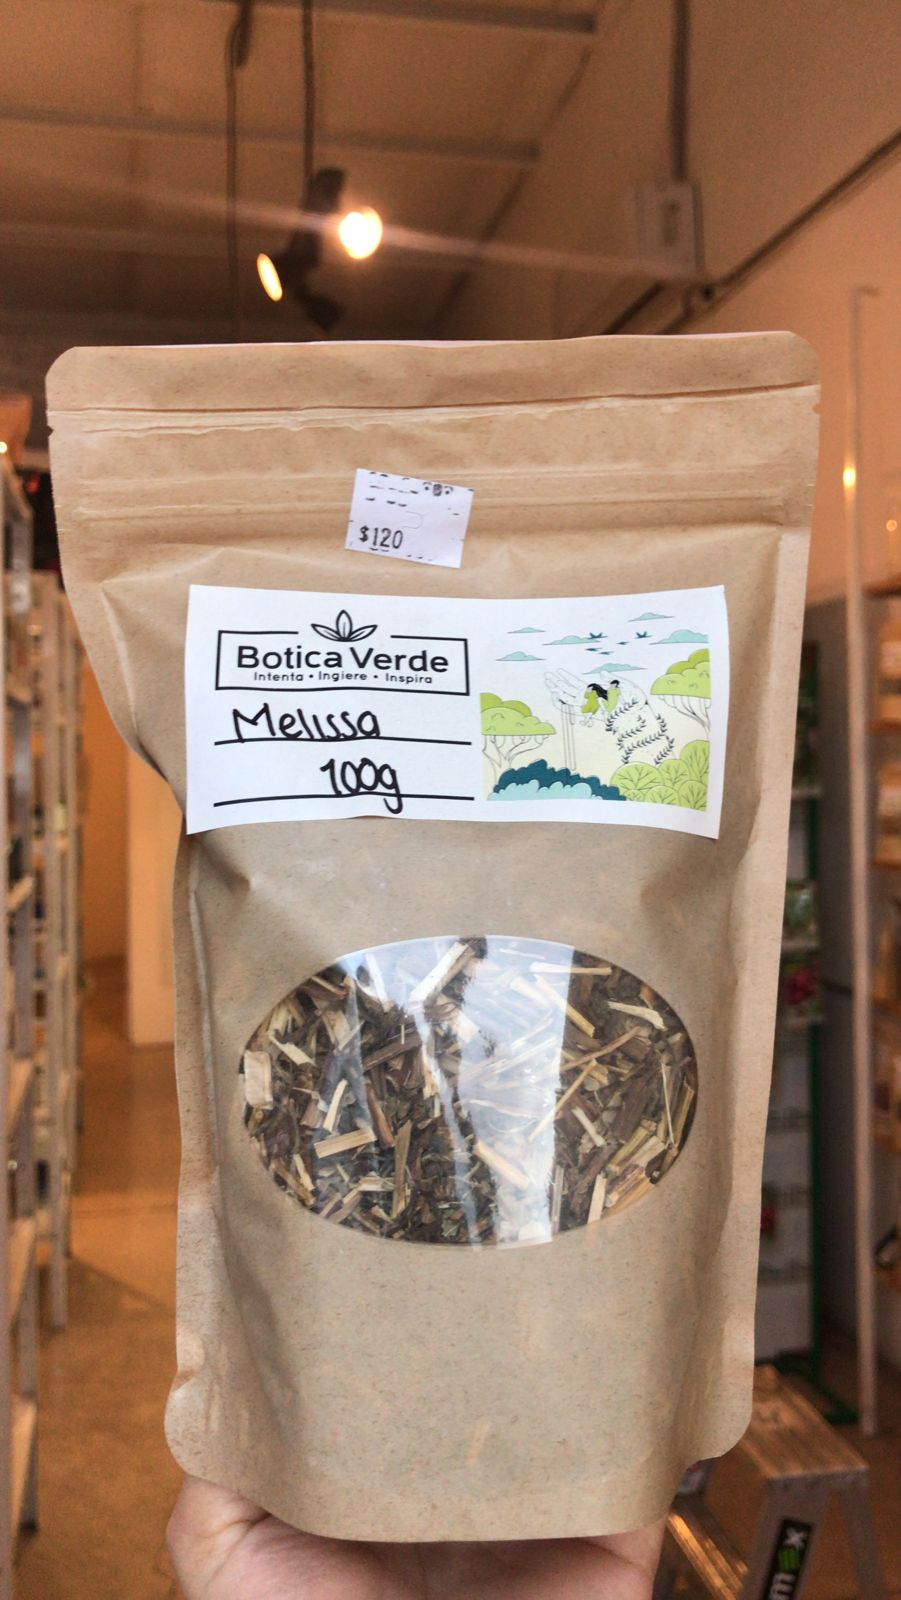 $120
Botica Verde
Intenta • Ingiere • Inspira
Melissa
100g